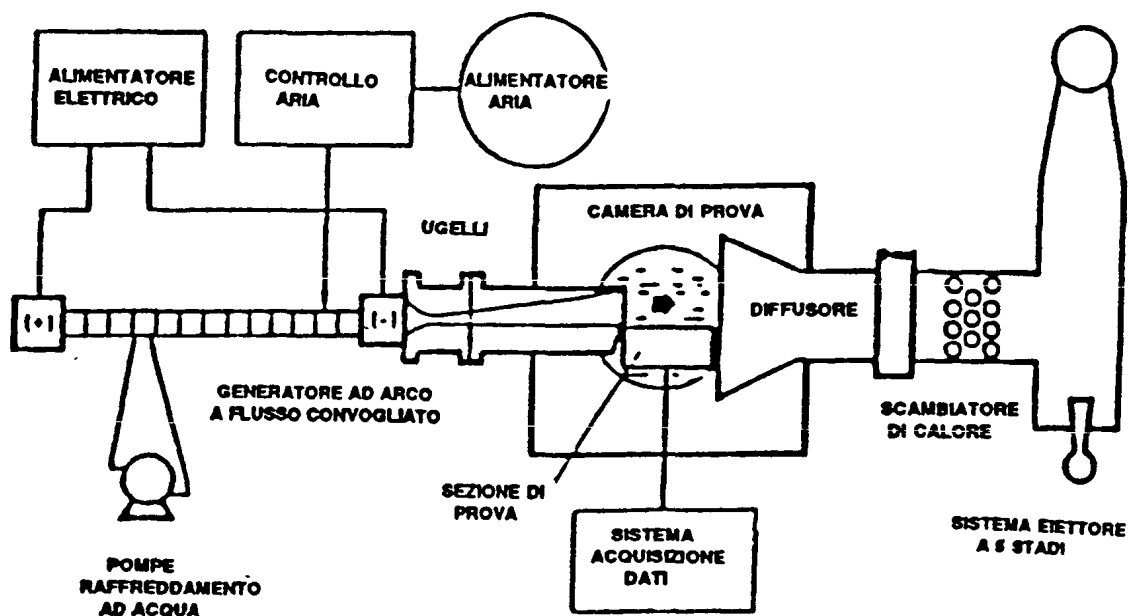 ALIMENTATORE
ELETTRICO
CONTROLLO
ARIA
ALIMENTATORE
ARIA
UGELLI
CAMERA DI PROVA
[+]
[-]
DIFFUSORE
GENERATORE AD ARCO
A FLUSSO CONVOGLIATO
SCAMBIATORE
DI CALORE
SEZIONE DI
PROVA
SISTEMA
ACQUISIZIONE
DATI
SISTEMA EIETTORE
A 5 STADI
POMPE
RAFFREDDAMENTO
AD ACQUA